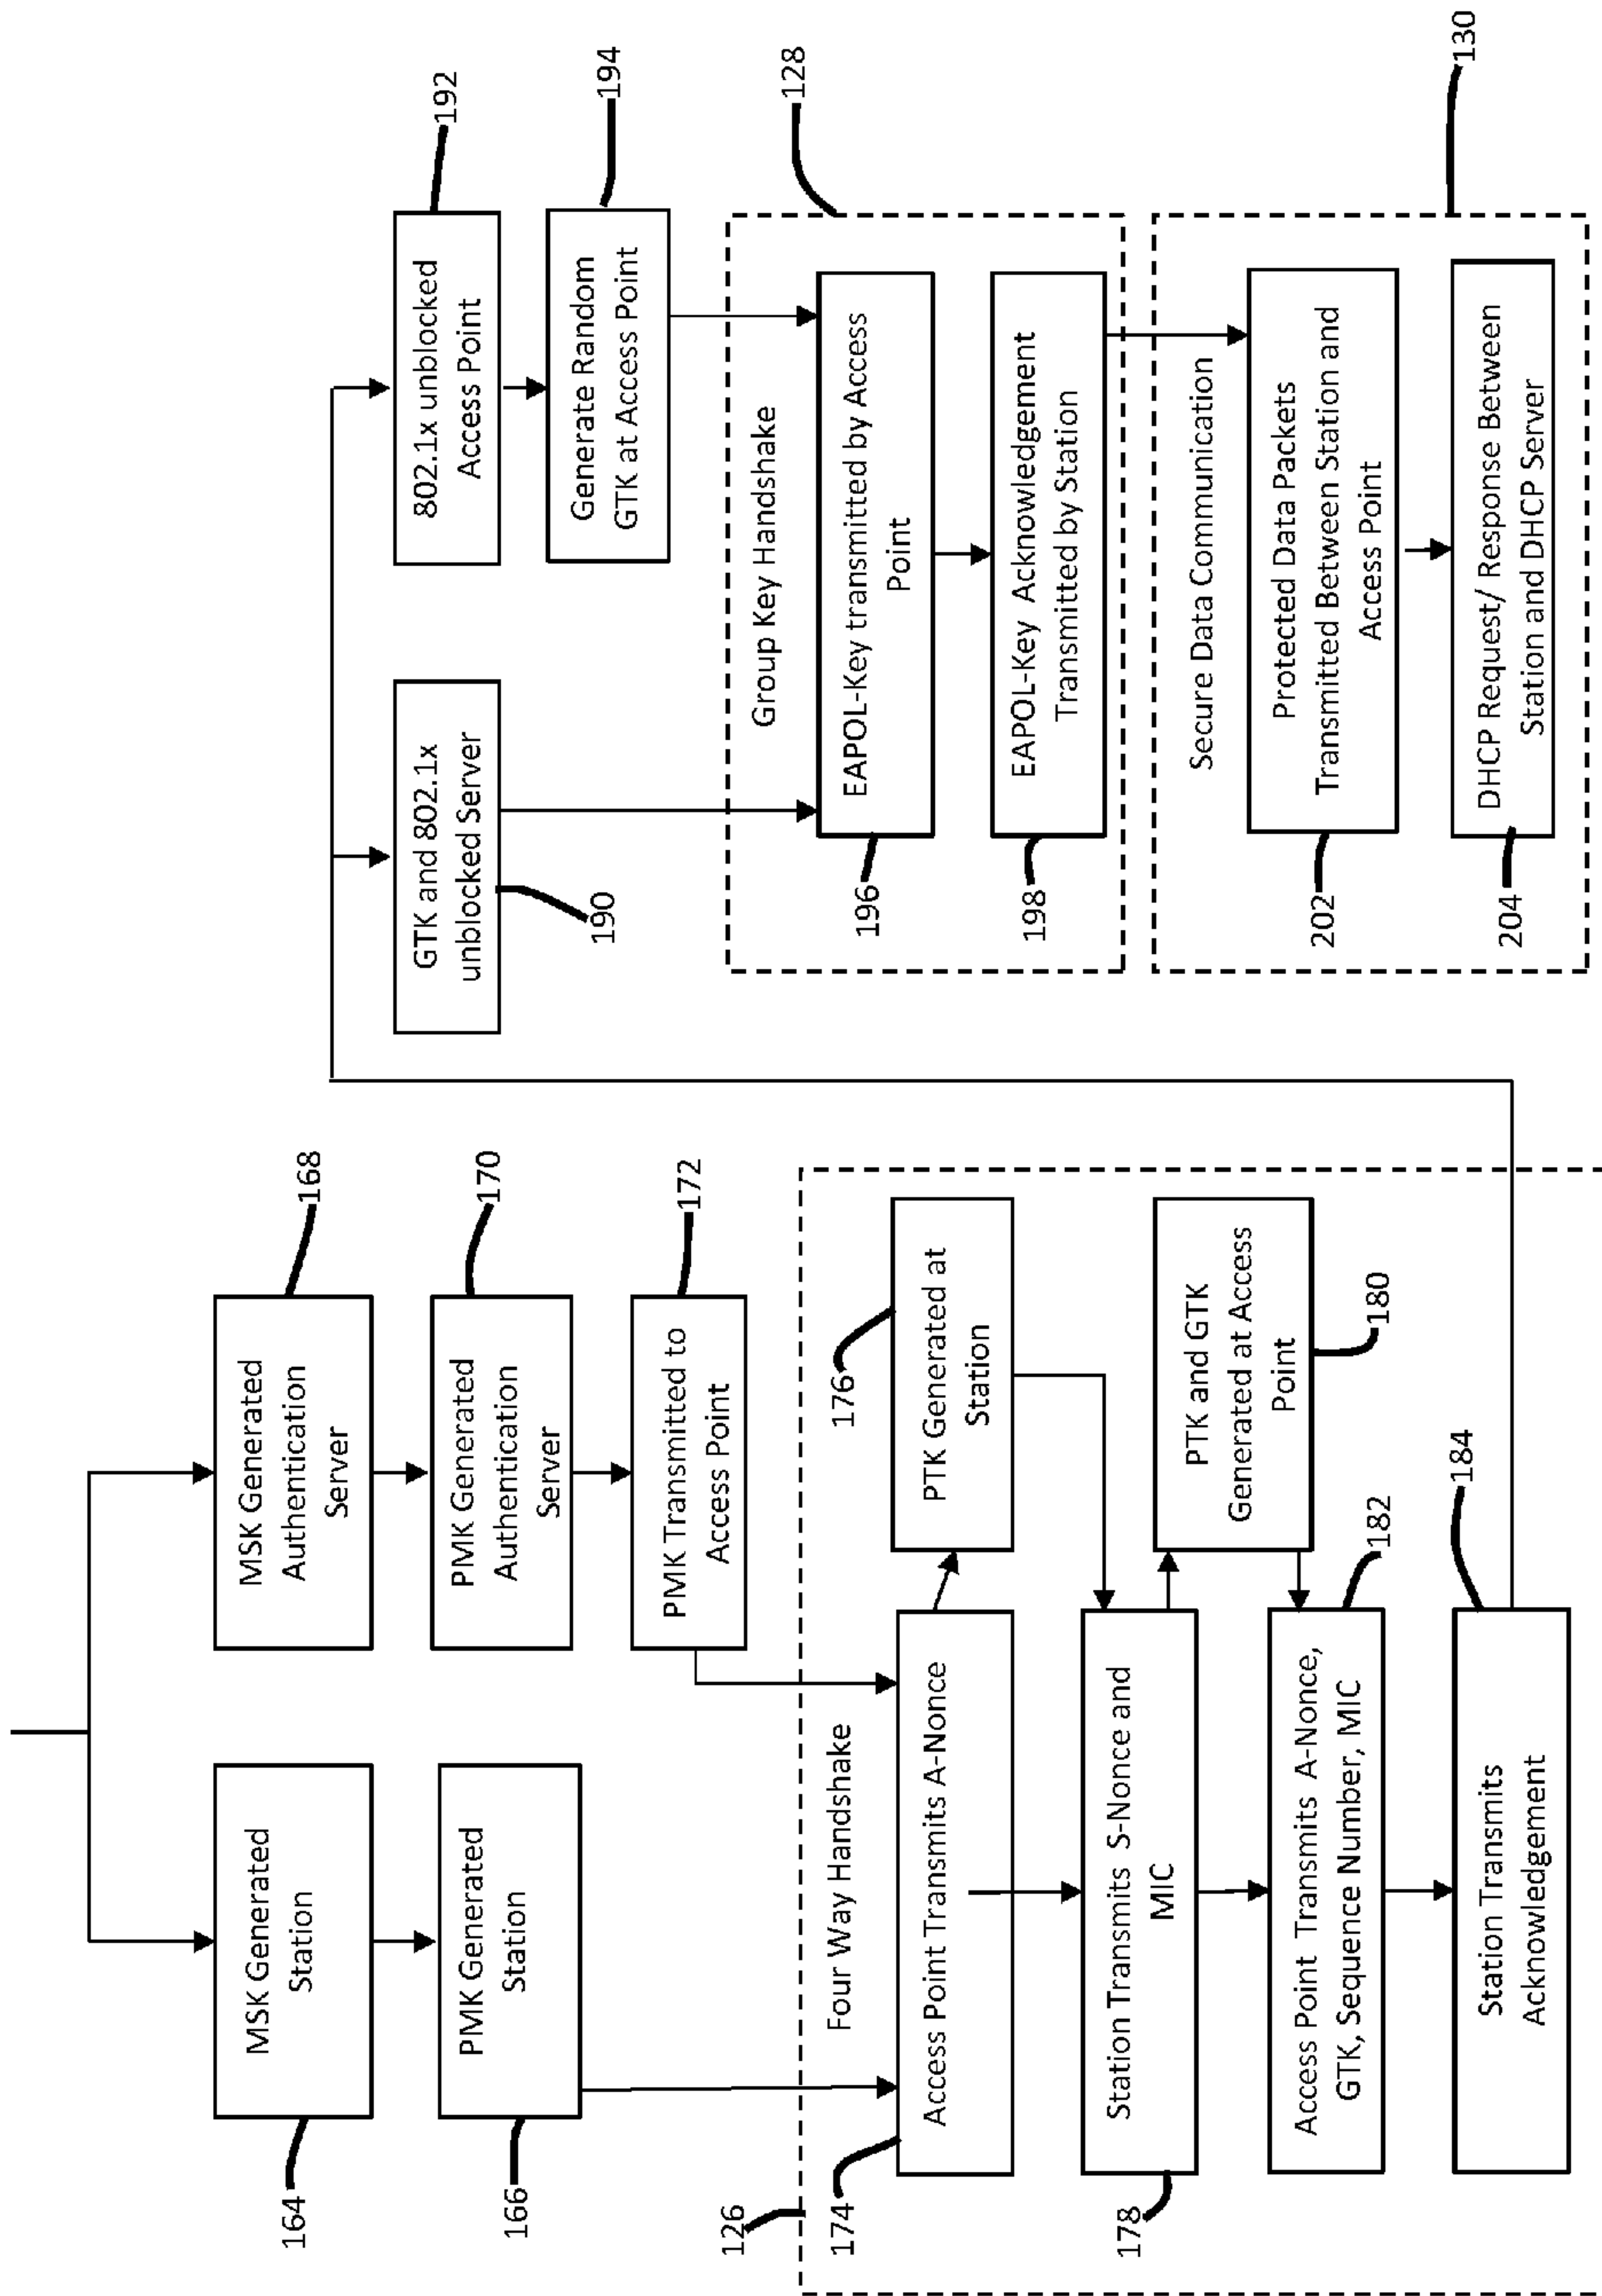 MSK Generated
Station
164
PMK Generated
Station
166
MSK Generated
Authentication
Server
168
PMK Generated
Authentication
Server
170
PMK Transmitted to
Access Point
172
126
Four Way Handshake
Access Point Transmits A-Nonce
174
PTK Generated at
Station
176
Station Transmits S-Nonce and
MIC
178
PTK and GTK
Generated at Access
Point
180
Access Point Transmits A-Nonce,
GTK, Sequence Number, MIC
182
Station Transmits
Acknowledgement
184
GTK and 802.1x
unblocked Server
190
802.1x unblocked
Access Point
192
Generate Random
GTK at Access Point
194
Group Key Handshake
128
EAPOL-Key transmitted by Access
Point
196
EAPOL-Key Acknowledgement
Transmitted by Station
198
Secure Data Communication
130
Protected Data Packets
Transmitted Between Station and
Access Point
202
DHCP Request/ Response Between
Station and DHCP Server
204